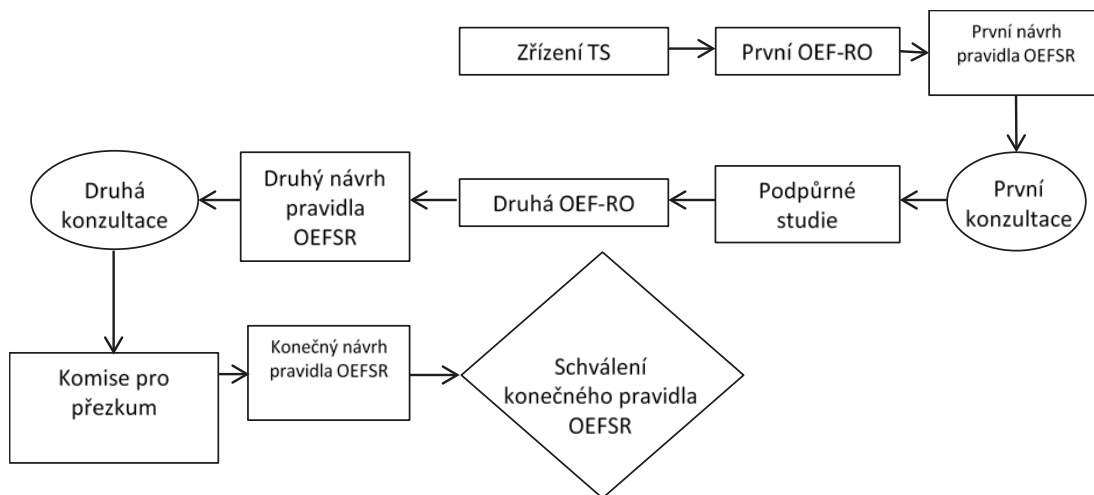 Zřízení TS
První OEF-RO
První návrh
pravidla OEFSR
První
konzultace
Podpůrné
studie
Druhá OEF-RO
Druhý návrh
pravidla
OEFSR
Druhá
konzultace
Komise pro
přezkum
Konečný návrh
pravidla OEFSR
Schválení
konečného pravidla
OEFSR